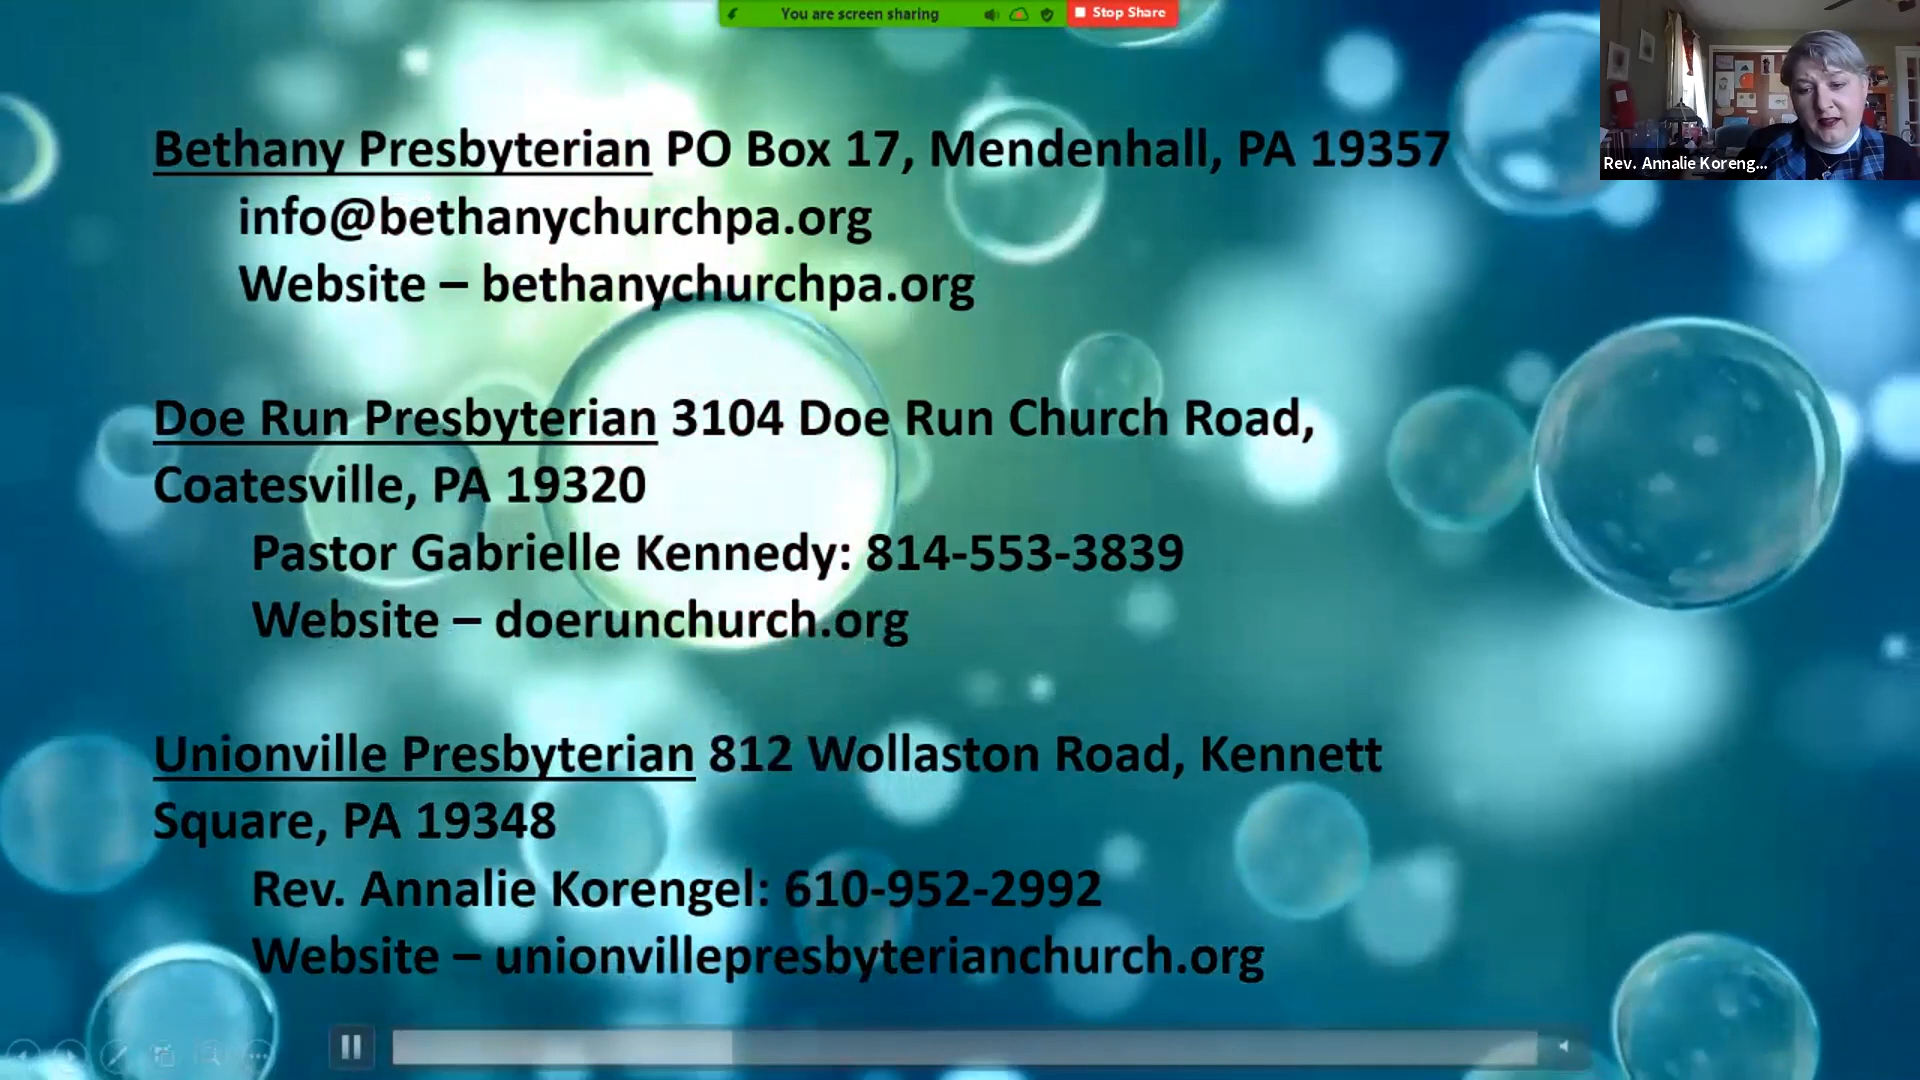 You are screen sharing
Stop Share
Rev. Annalie Koreng...
Bethany Presbyterian PO Box 17, Mendenhall, PA 19357
info@bethanychurchpa.org
Website – bethanychurchpa.org
Doe Run Presbyterian 3104 Doe Run Church Road,
Coatesville, PA 19320
Pastor Gabrielle Kennedy: 814-553-3839
Website – doerunchurch.org
Unionville Presbyterian 812 Wollaston Road, Kennett
Square, PA 19348
Rev. Annalie Korengel: 610-952-2992
Website – unionvillepresbyterianchurch.org